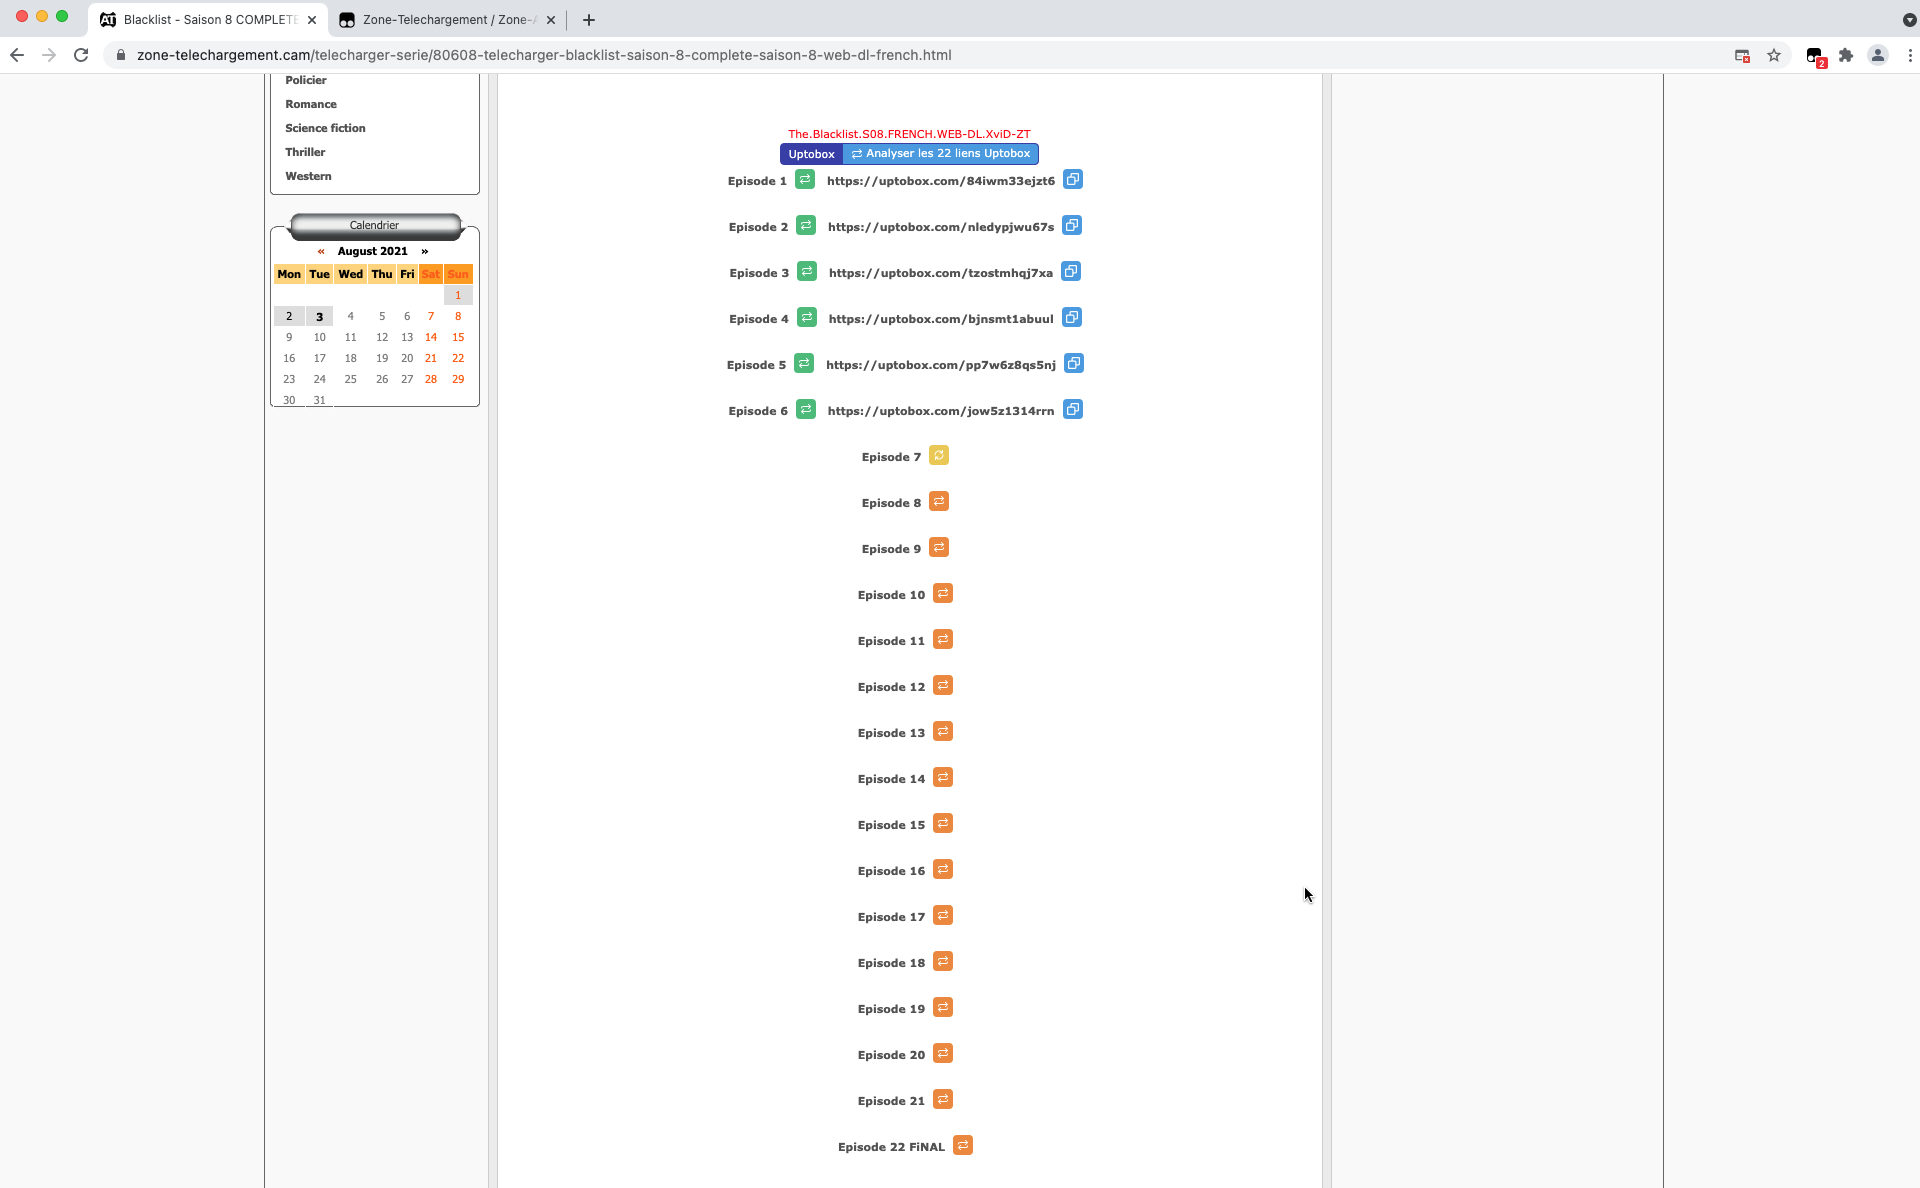 Blacklist - Saison 8 COMPLETE
Zone-Telechargement / Zone-A
zone-telechargement.cam/telecharger-serie/80608-telecharger-blacklist-saison-8-complete-saison-8-web-dl-french.html
2
Policier
Romance
Science fiction
Thriller
Western
Calendrier
« August 2021 »
Mon Tue Wed Thu Fri Sat Sun
1
2 3 4 5 6 7 8
9 10 11 12 13 14 15
16 17 18 19 20 21 22
23 24 25 26 27 28 29
30 31
The.Blacklist.S08.FRENCH.WEB-DL.XviD-ZT
Uptobox Analyser les 22 liens Uptobox
Episode 1 https://uptobox.com/84iwm33ejzt6
Episode 2 https://uptobox.com/nledypjwu67s
Episode 3 https://uptobox.com/tzostmhqj7xa
Episode 4 https://uptobox.com/bjnsmt1abuul
Episode 5 https://uptobox.com/pp7w6z8qs5nj
Episode 6 https://uptobox.com/jow5z1314rrn
Episode 7
Episode 8
Episode 9
Episode 10
Episode 11
Episode 12
Episode 13
Episode 14
Episode 15
Episode 16
Episode 17
Episode 18
Episode 19
Episode 20
Episode 21
Episode 22 FiNAL